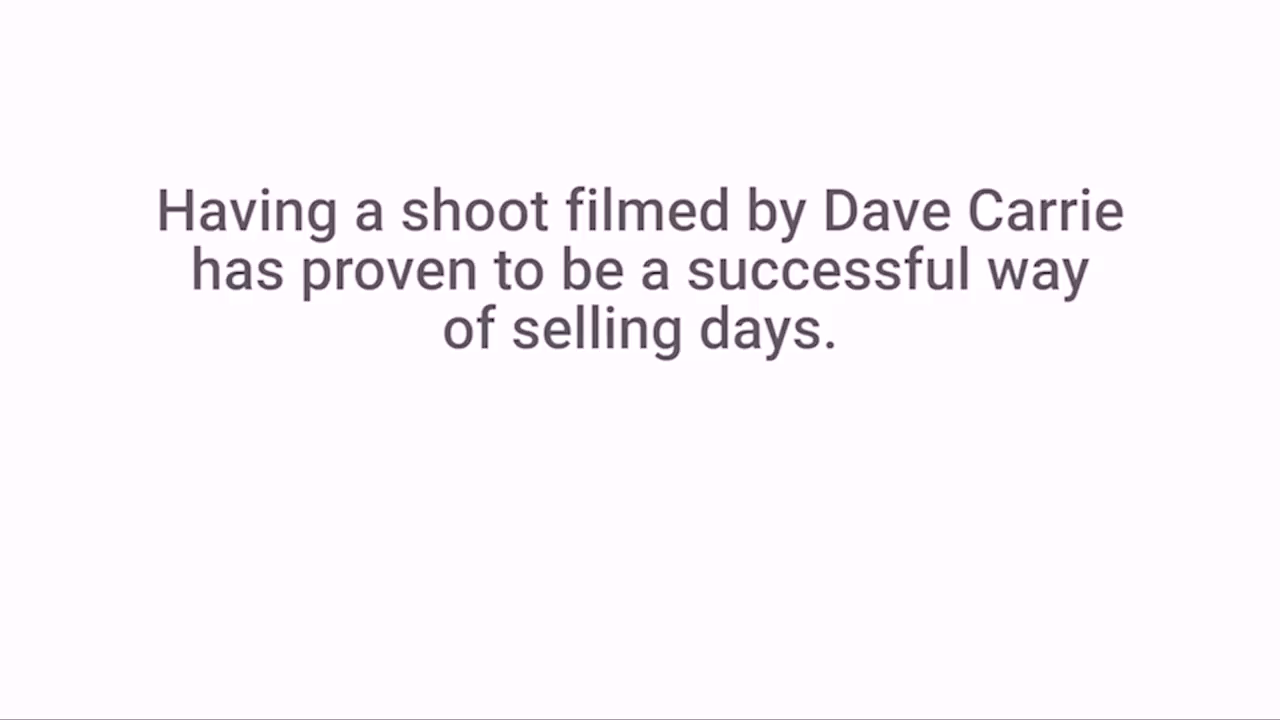 Having a shoot filmed by Dave Carrie
has proven to be a successful way
of selling days.